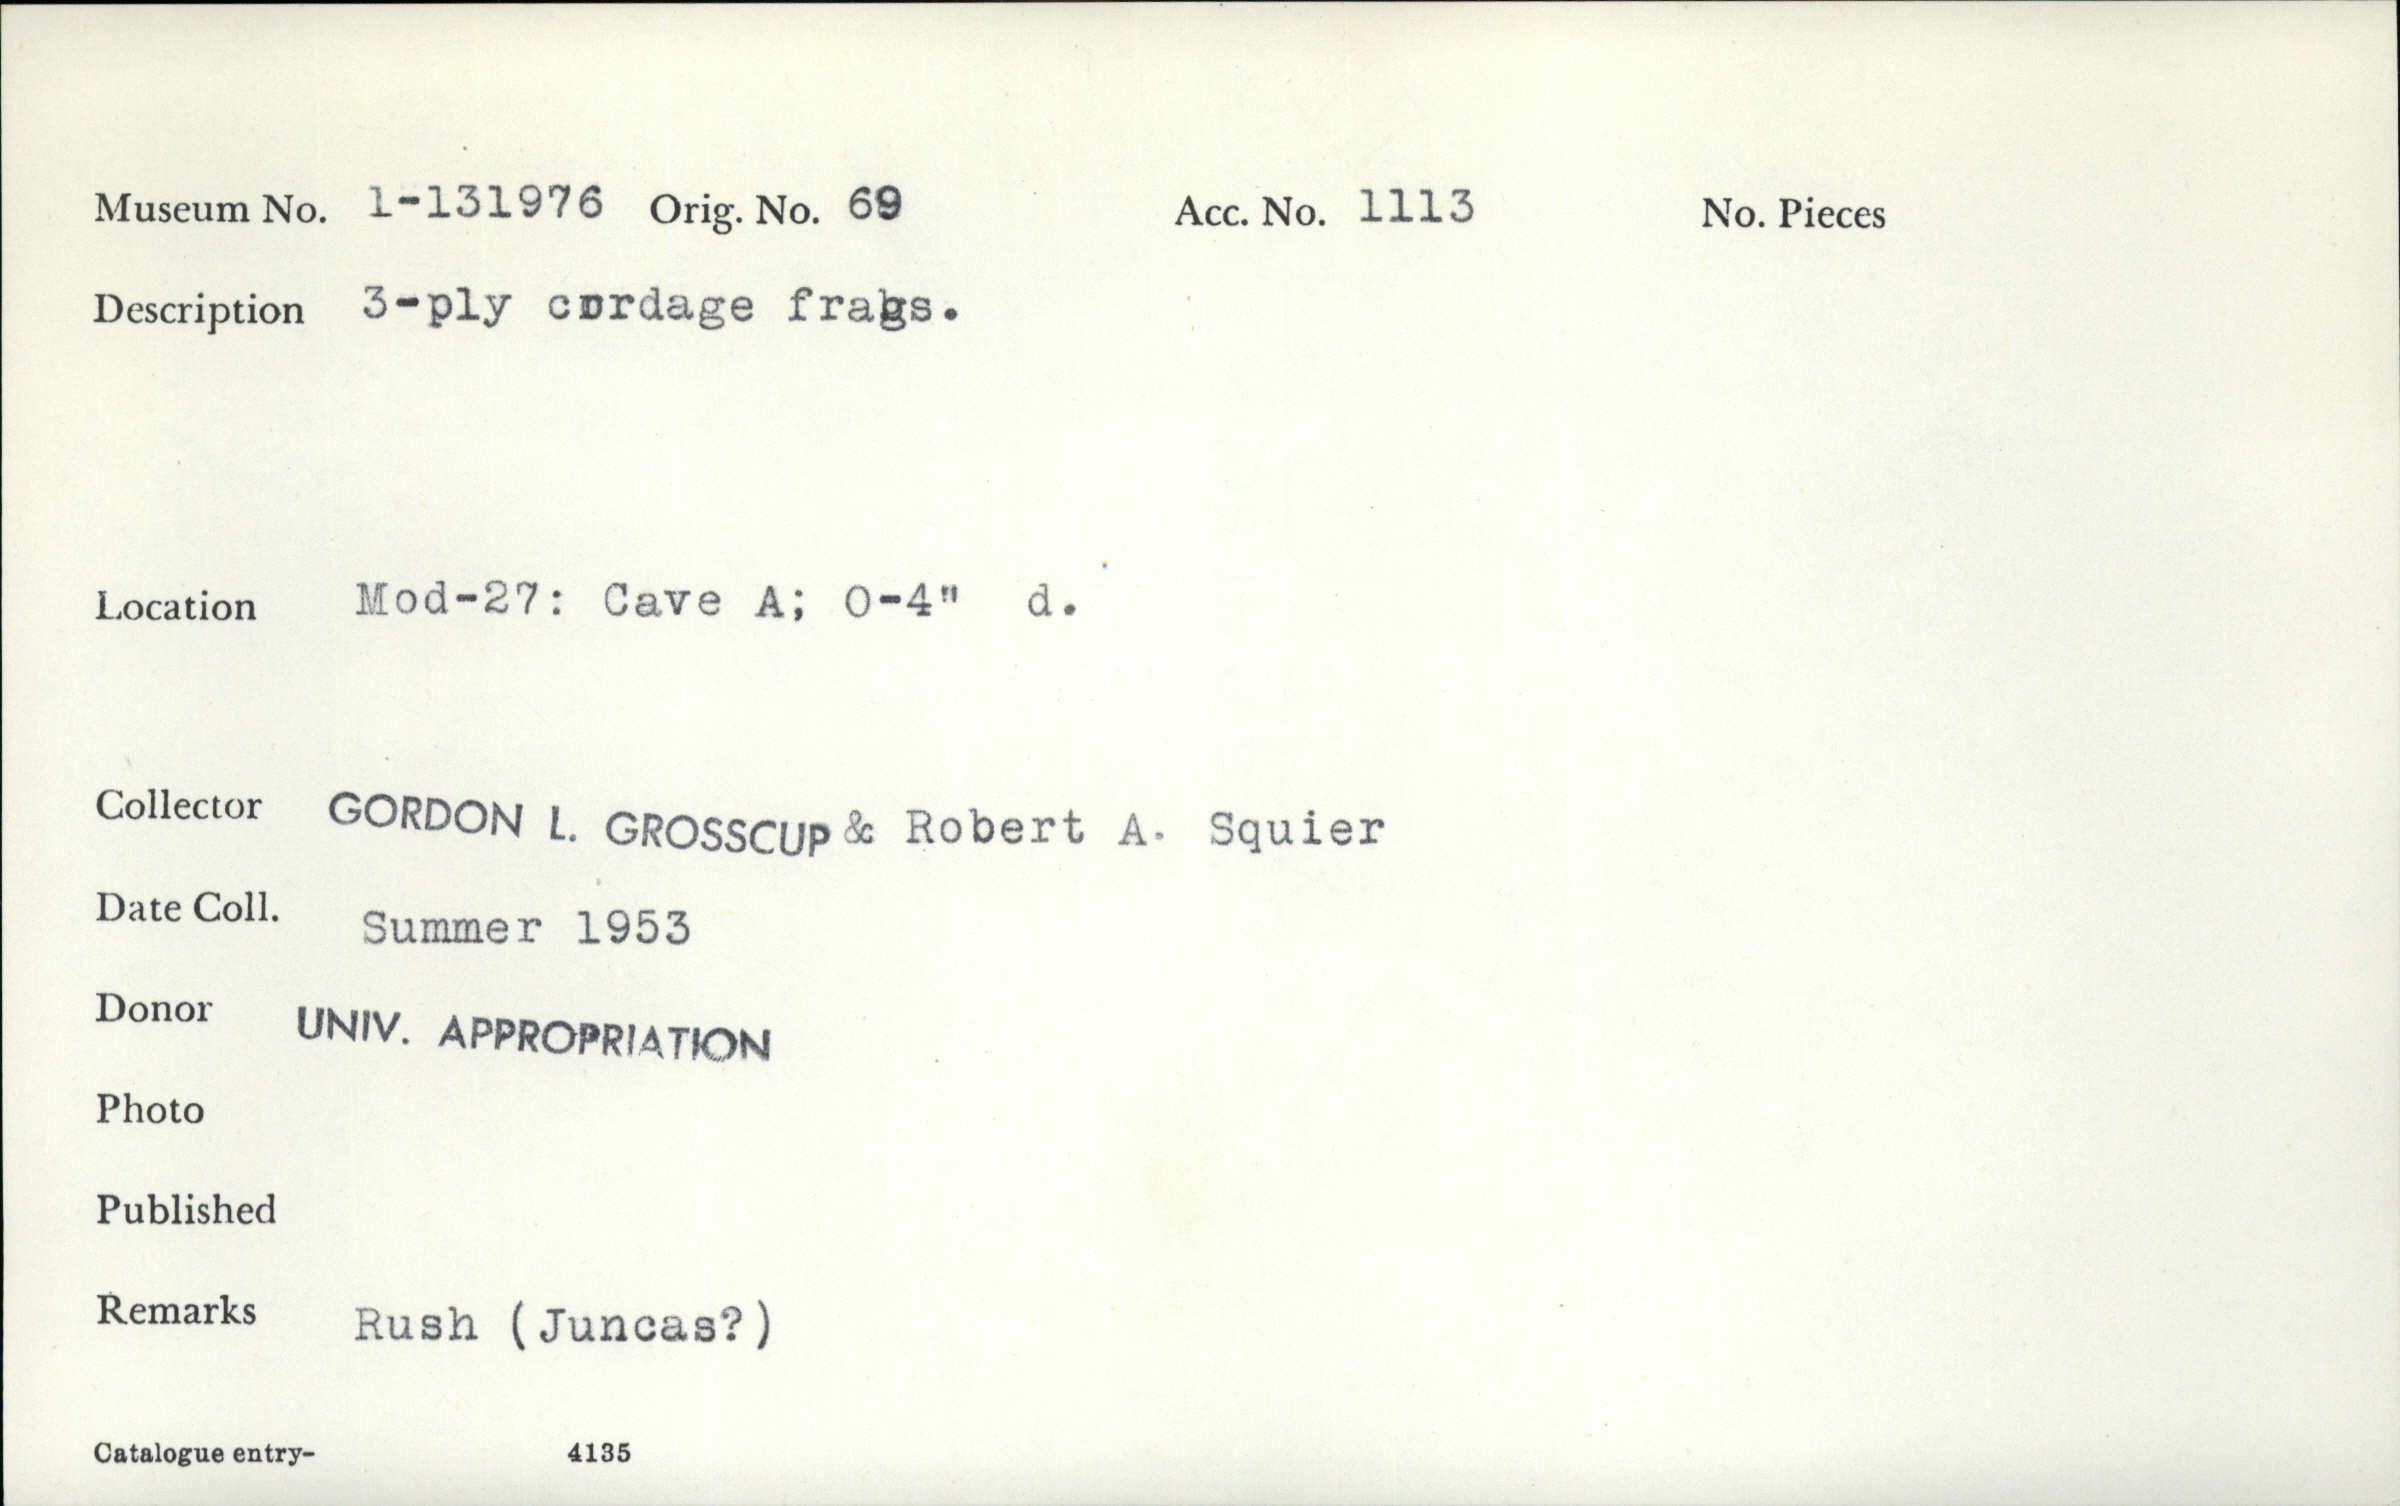 Museum No. 1-131976 Orig. No. 69 Acc. No. 1113 No. Pieces
Description 3-ply cordage frags.
Location Mod-27: Cave A; 0-4" d.
Collector GORDON L. GROSSCUP & Robert A. Squier
Date Coll. Summer 1953
Donor UNIV. APPROPRIATION
Photo
Published
Remarks Rush (Juncas?)
Catalogue entry- 4135